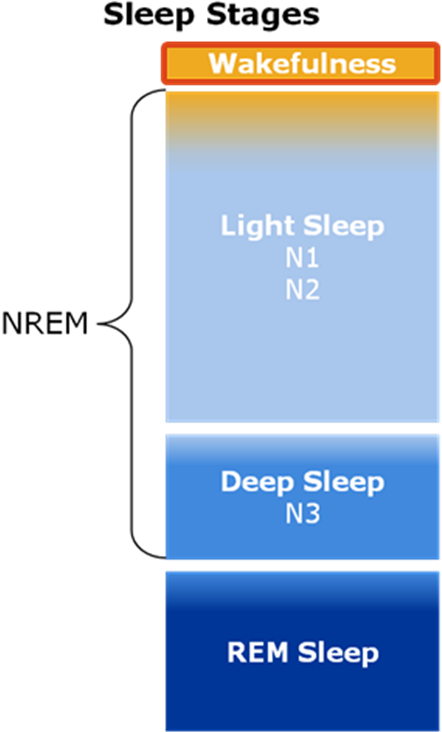 Sleep Stages
Wakefulness
Light Sleep
N1
N2
NREM
Deep Sleep
N3
REM Sleep